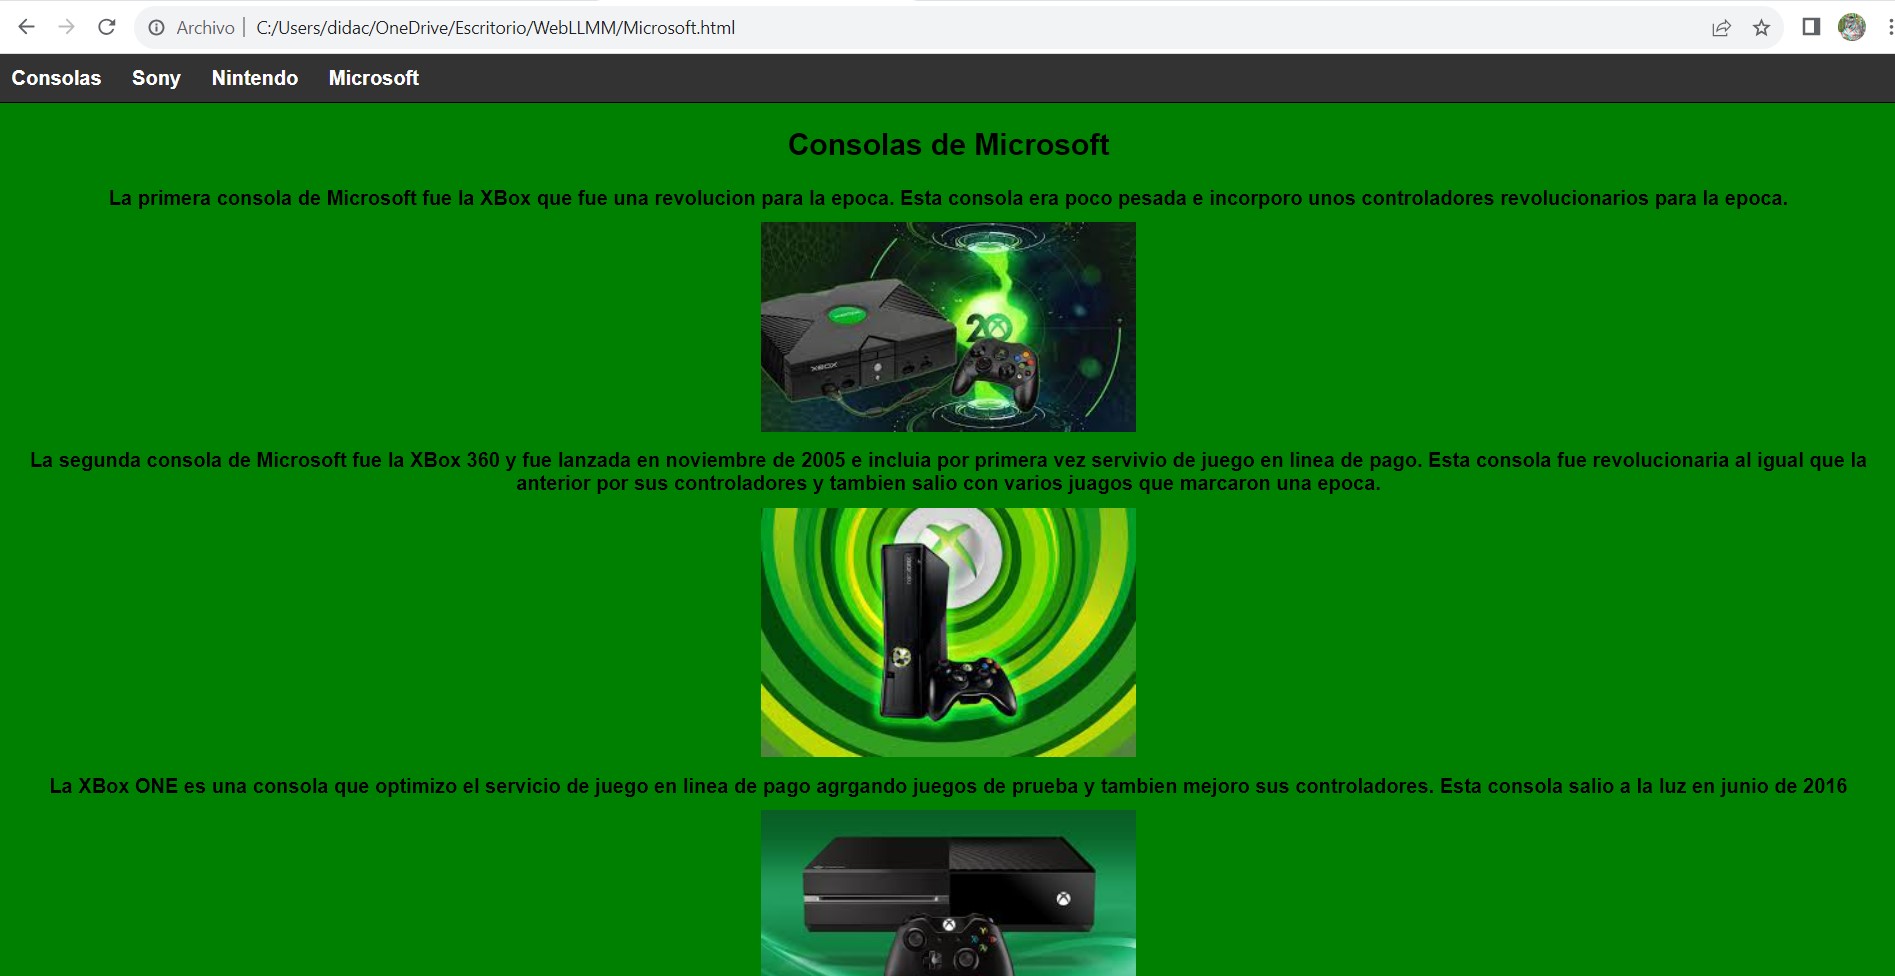 Archivo | C:/Users/didac/OneDrive/Escritorio/WebLLMM/Microsoft.html
Consolas Sony Nintendo Microsoft
Consolas de Microsoft
La primera consola de Microsoft fue la XBox que fue una revolucion para la epoca. Esta consola era poco pesada e incorporo unos controladores revolucionarios para la epoca.
20
XBOX
La segunda consola de Microsoft fue la XBox 360 y fue lanzada en noviembre de 2005 e incluia por primera vez servivio de juego en linea de pago. Esta consola fue revolucionaria al igual que la
anterior por sus controladores y tambien salio con varios juagos que marcaron una epoca.
La XBox ONE es una consola que optimizo el servicio de juego en linea de pago agrgando juegos de prueba y tambien mejoro sus controladores. Esta consola salio a la luz en junio de 2016